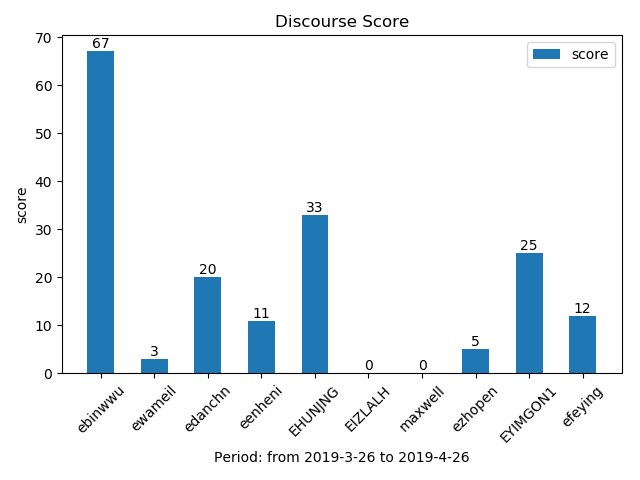 Discourse Score
score
score
70
60
50
40
30
20
10
0
67
3
20
11
33
0
0
5
25
12
ebinwwu
ewameil
edanchn
eenheni
EHUNJNG
EIZLALH
maxwell
ezhopen
EYIMGON1
efeying
Period: from 2019-3-26 to 2019-4-26